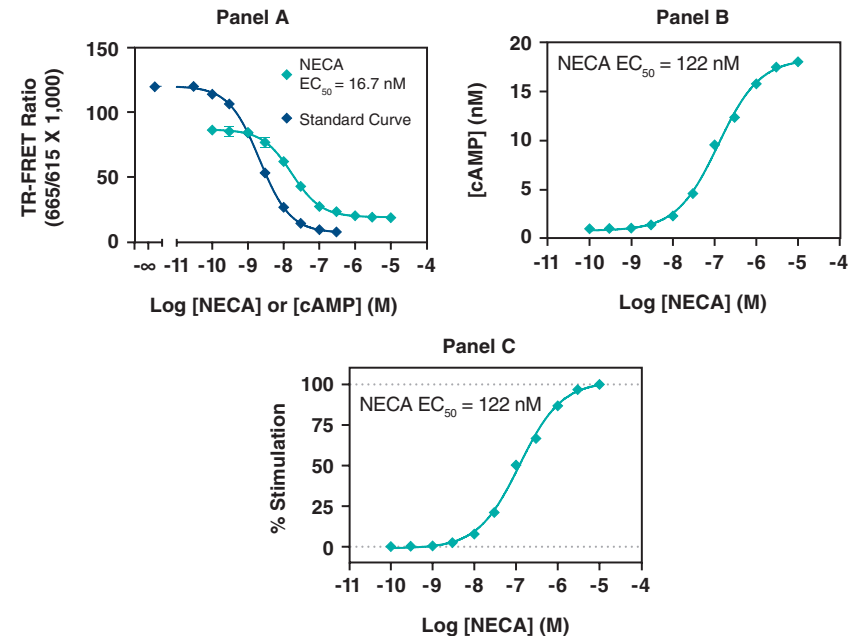 Panel A
150
100
50
0
TR-FRET Ratio
(665/615 X 1,000)
NECA
EC50 = 16.7 nM
Standard Curve
-∞ -11 -10 -9 -8 -7 -6 -5 -4
Log [NECA] or [cAMP] (M)
Panel B
20
15
10
5
0
[cAMP] (nM)
NECA EC50 = 122 nM
-11 -10 -9 -8 -7 -6 -5 -4
Log [NECA] (M)
Panel C
100
75
50
25
0
% Stimulation
NECA EC50 = 122 nM
-11 -10 -9 -8 -7 -6 -5 -4
Log [NECA] (M)